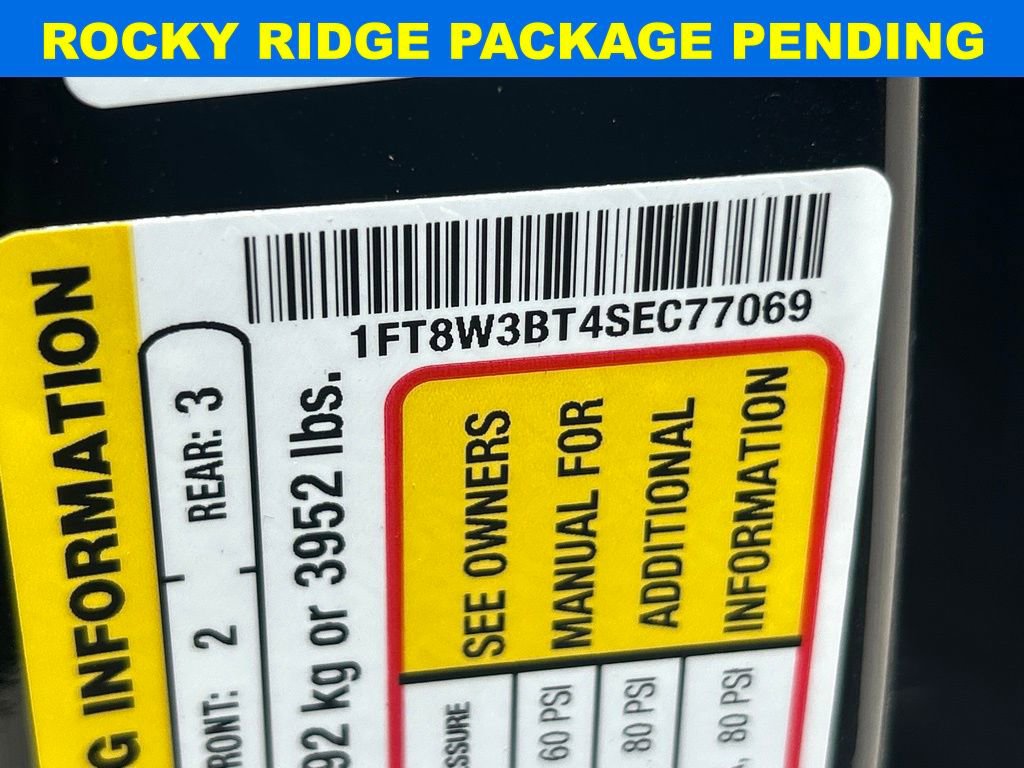 ROCKY RIDGE PACKAGE PENDING
1FT8W3BT4SEC77069
G INFORMATION
FRONT: 2 REAR: 3
92 kg or 3952 lbs.
SEE OWNERS
MANUAL FOR
ADDITIONAL
INFORMATION
SSURE
60 PSI
80 PSI
, 80 PSI